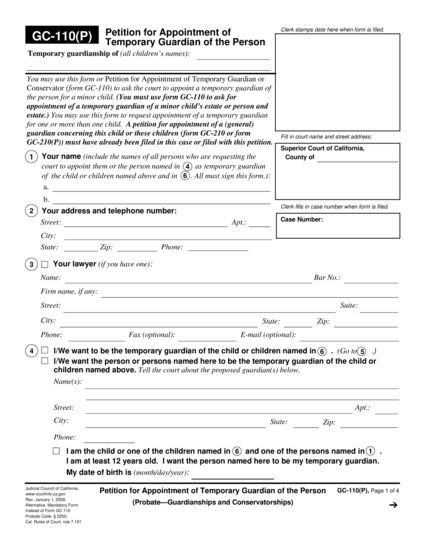 GC-110(P)
Petition for Appointment of
Temporary Guardian of the Person
Clerk stamps date here when form is filed.
Temporary guardianship of (all children's names):
You may use this form or Petition for Appointment of Temporary Guardian or
Conservator (form GC-110) to ask the court to appoint a temporary guardian of
the person for a minor child. (You must use form GC-110 to ask for
appointment of a temporary guardian of a minor child's estate or person and
estate.) You may use this form to request appointment of a temporary guardian
for one or more than one child. A petition for appointment of a (general)
guardian concerning this child or these children (form GC-210 or form
GC-210(P)) must have already been filed in this case or filed with this petition.
Fill in court name and street address:
Superior Court of California,
County of
1 Your name (include the names of all persons who are requesting the
court to appoint them or the person named in 4 as temporary guardian
of the child or children named above and in 6. All must sign this form.):
a.
b.
Clerk fills in case number when form is filed.
Case Number:
2 Your address and telephone number:
Street: Apt.:
City:
State: Zip: Phone:
3 Your lawyer (if you have one):
Name: Bar No.:
Firm name, if any:
Street: Suite:
City: State: Zip:
Phone: Fax (optional): E-mail (optional):
4 I/We want to be the temporary guardian of the child or children named in 6 . (Go to 5 .)
I/We want the person or persons named here to be the temporary guardian of the child or
children named above. Tell the court about the proposed guardian(s) below.
Name(s):
Street: Apt.:
City: State: Zip:
Phone:
I am the child or one of the children named in 6 and one of the persons named in 1 .
I am at least 12 years old. I want the person named here to be my temporary guardian.
My date of birth is (month/day/year):
Judicial Council of California,
www.courtinfo.ca.gov
Rev. January 1, 2009,
Alternative Mandatory Form
Instead of Form GC-110
Probate Code, § 2250;
Cal. Rules of Court, rule 7.101
Petition for Appointment of Temporary Guardian of the Person
(Probate—Guardianships and Conservatorships)
GC-110(P), Page 1 of 4
→